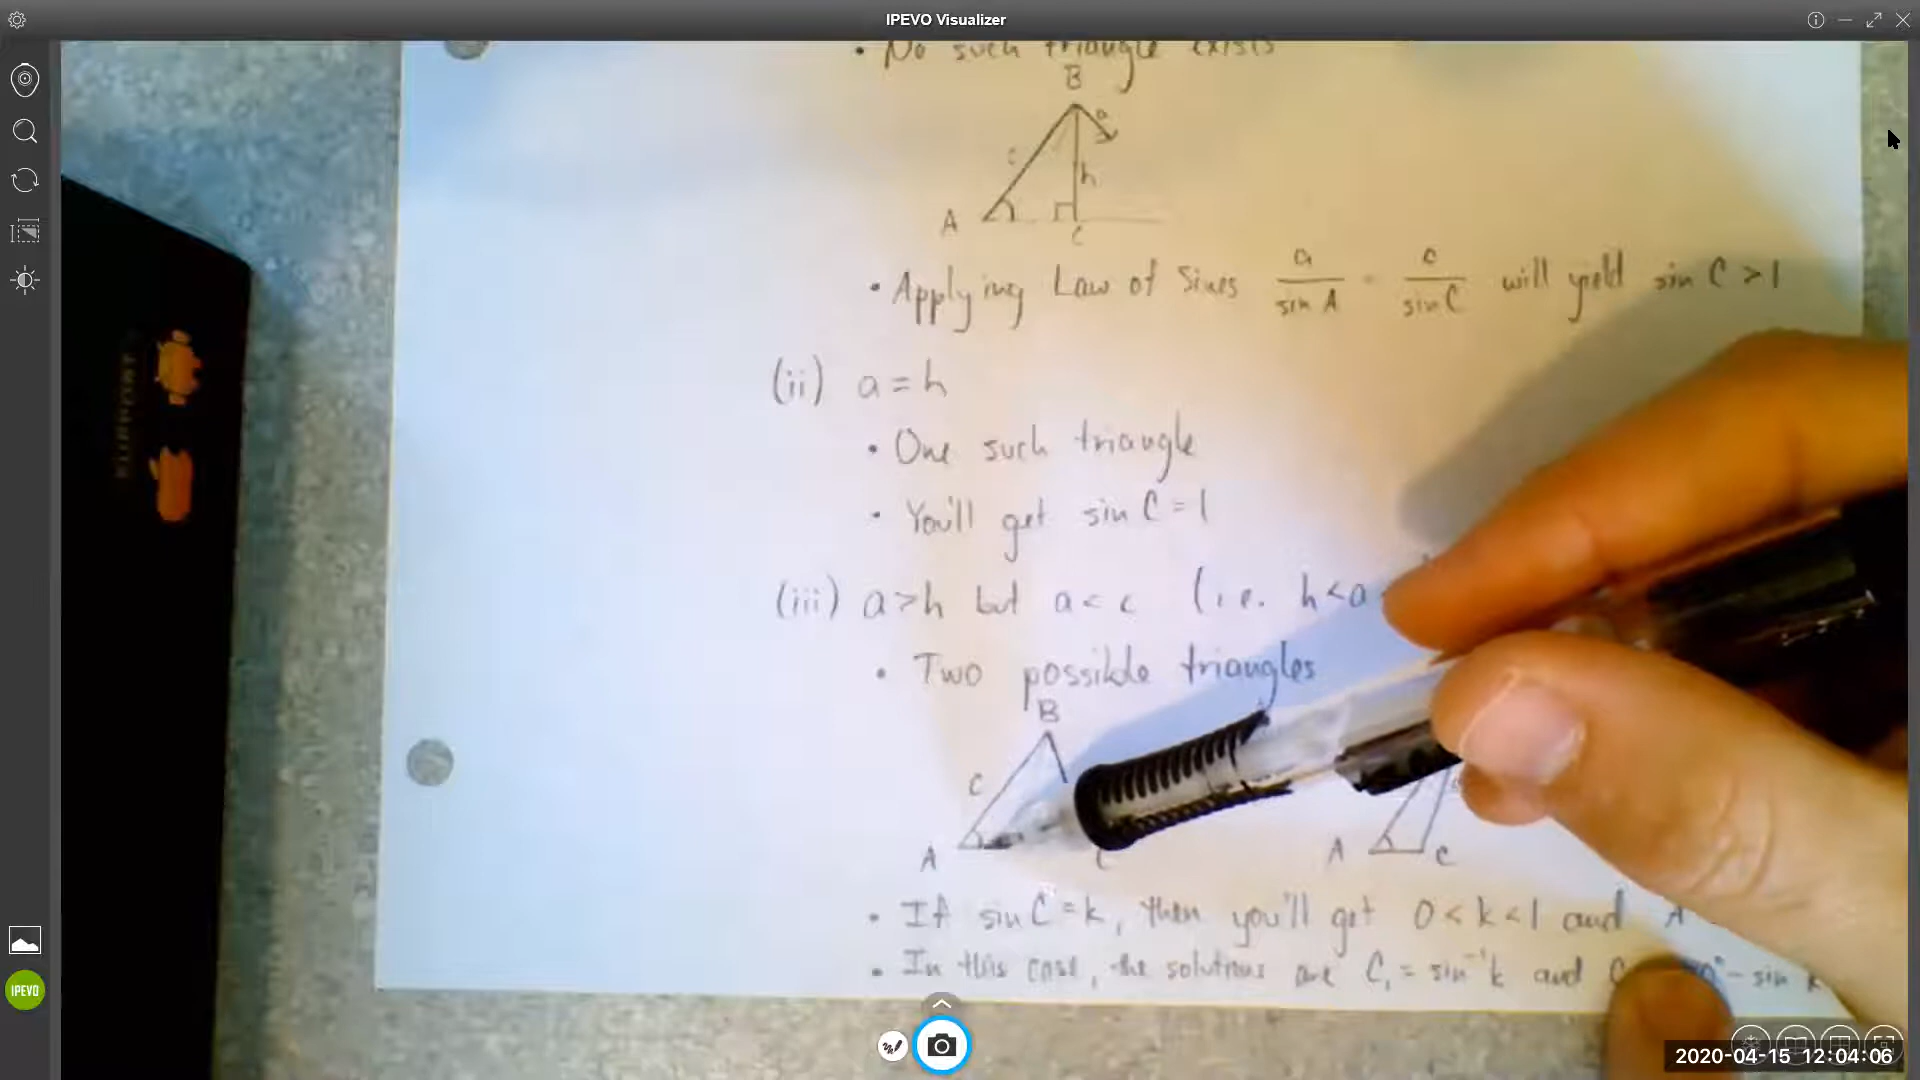 IPEVO Visualizer
• No such triangle exists
B
a
c
h
A
C
• Applying Law of Sines a/sin A = c/sin C will yield sin C > 1
(ii) a = h
• One such triangle
• You'll get sin C = 1
(iii) a > h but a < c (i.e. h < a
• Two possible triangles
B
C
A
C
A
C
• If sin C = k, then you'll get 0 < k < 1 and A
• In this case, the solutions are C₁ = sin⁻¹k and C - sin k
IPEVO
2020-04-15 12:04:06